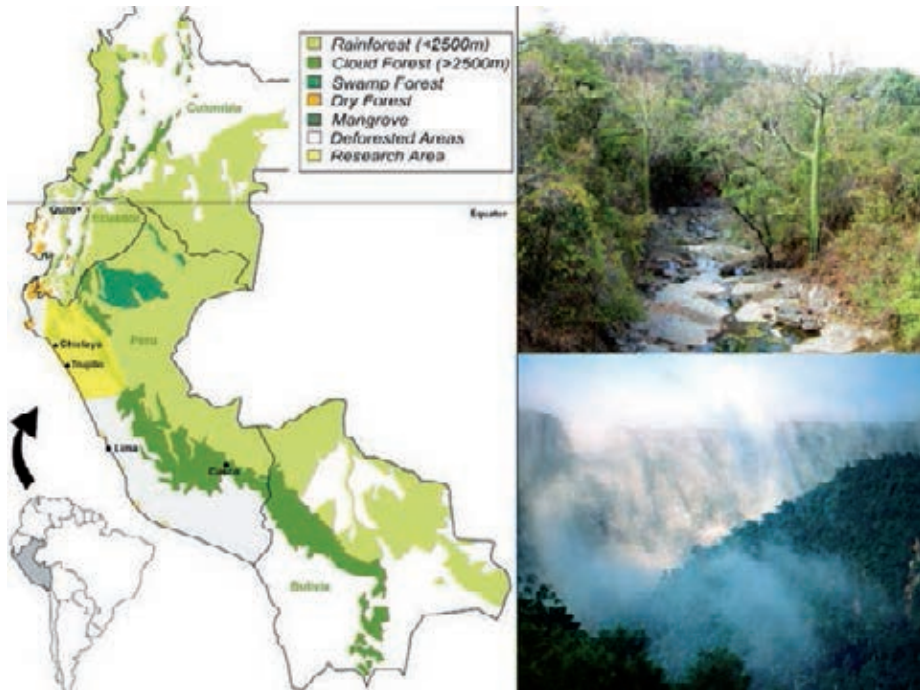 Rainforest (<2500m)
Cloud Forest (>2500m)
Swamp Forest
Dry Forest
Mangrove
Deforested Areas
Research Area
Colombia
Equator
Quito
Ecuador
Peru
Chiclayo
Trujillo
Lima
Cusco
Bolivia